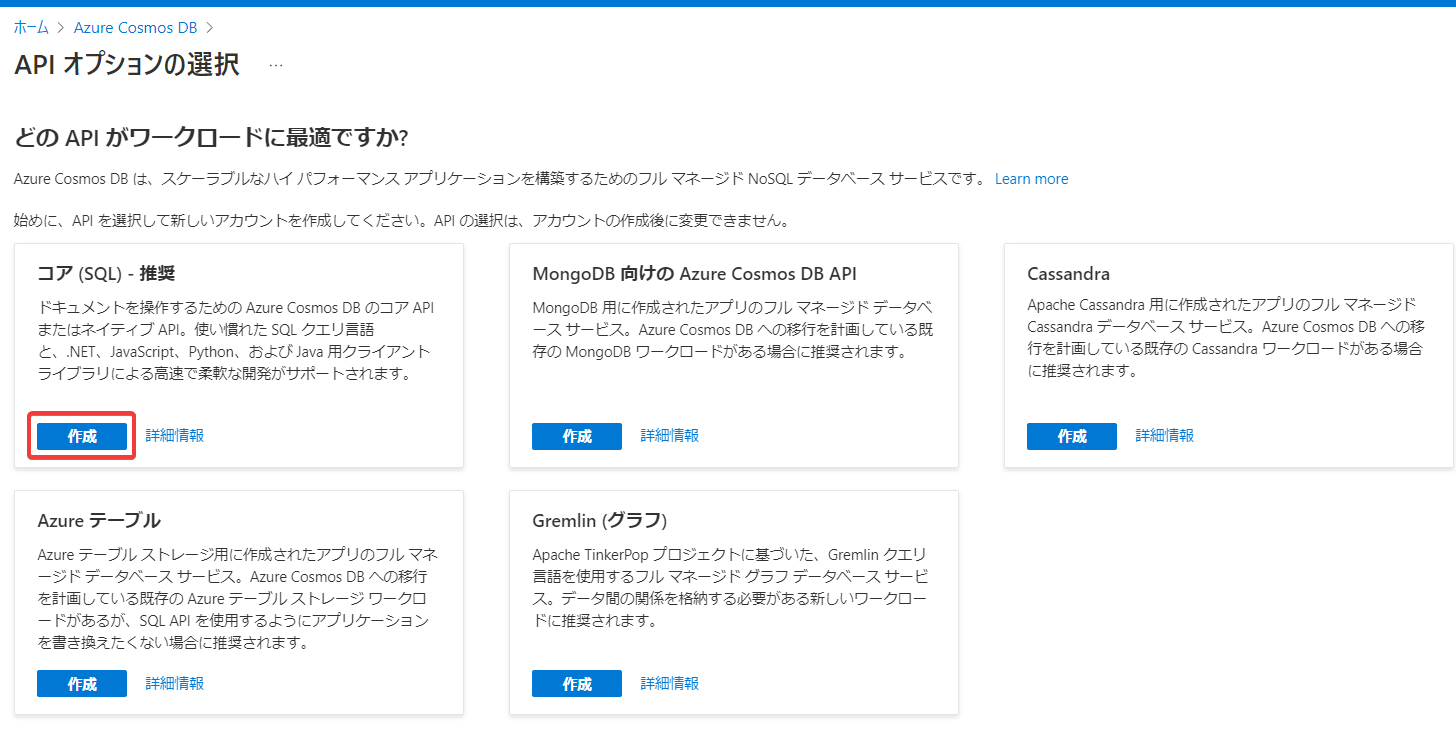 ホーム > Azure Cosmos DB >
API オプションの選択 ...
どの API がワークロードに最適ですか?
Azure Cosmos DB は、スケーラブルなハイ パフォーマンス アプリケーションを構築するためのフル マネージド NoSQL データベース サービスです。 Learn more
始めに、API を選択して新しいアカウントを作成してください。API の選択は、アカウントの作成後に変更できません。
コア (SQL) - 推奨
ドキュメントを操作するための Azure Cosmos DB のコア API
またはネイティブ API。使い慣れた SQL クエリ言語
と、.NET、JavaScript、Python、および Java 用クライアント
ライブラリによる高速で柔軟な開発がサポートされます。
作成 詳細情報
MongoDB 向けの Azure Cosmos DB API
MongoDB 用に作成されたアプリのフル マネージド データベ
ース サービス。Azure Cosmos DB への移行を計画している既
存の MongoDB ワークロードがある場合に推奨されます。
作成 詳細情報
Cassandra
Apache Cassandra 用に作成されたアプリのフル マネージド
Cassandra データベース サービス。Azure Cosmos DB への移
行を計画している既存の Cassandra ワークロードがある場合
に推奨されます。
作成 詳細情報
Azure テーブル
Azure テーブル ストレージ用に作成されたアプリのフル マネ
ージド データベース サービス。Azure Cosmos DB への移行
を計画している既存の Azure テーブル ストレージ ワークロ
ードがあるが、SQL API を使用するようにアプリケーション
を書き換えたくない場合に推奨されます。
作成 詳細情報
Gremlin (グラフ)
Apache TinkerPop プロジェクトに基づいた、Gremlin クエリ
言語を使用するフル マネージド グラフ データベース サービ
ス。データ間の関係を格納する必要がある新しいワークロー
ドに推奨されます。
作成 詳細情報